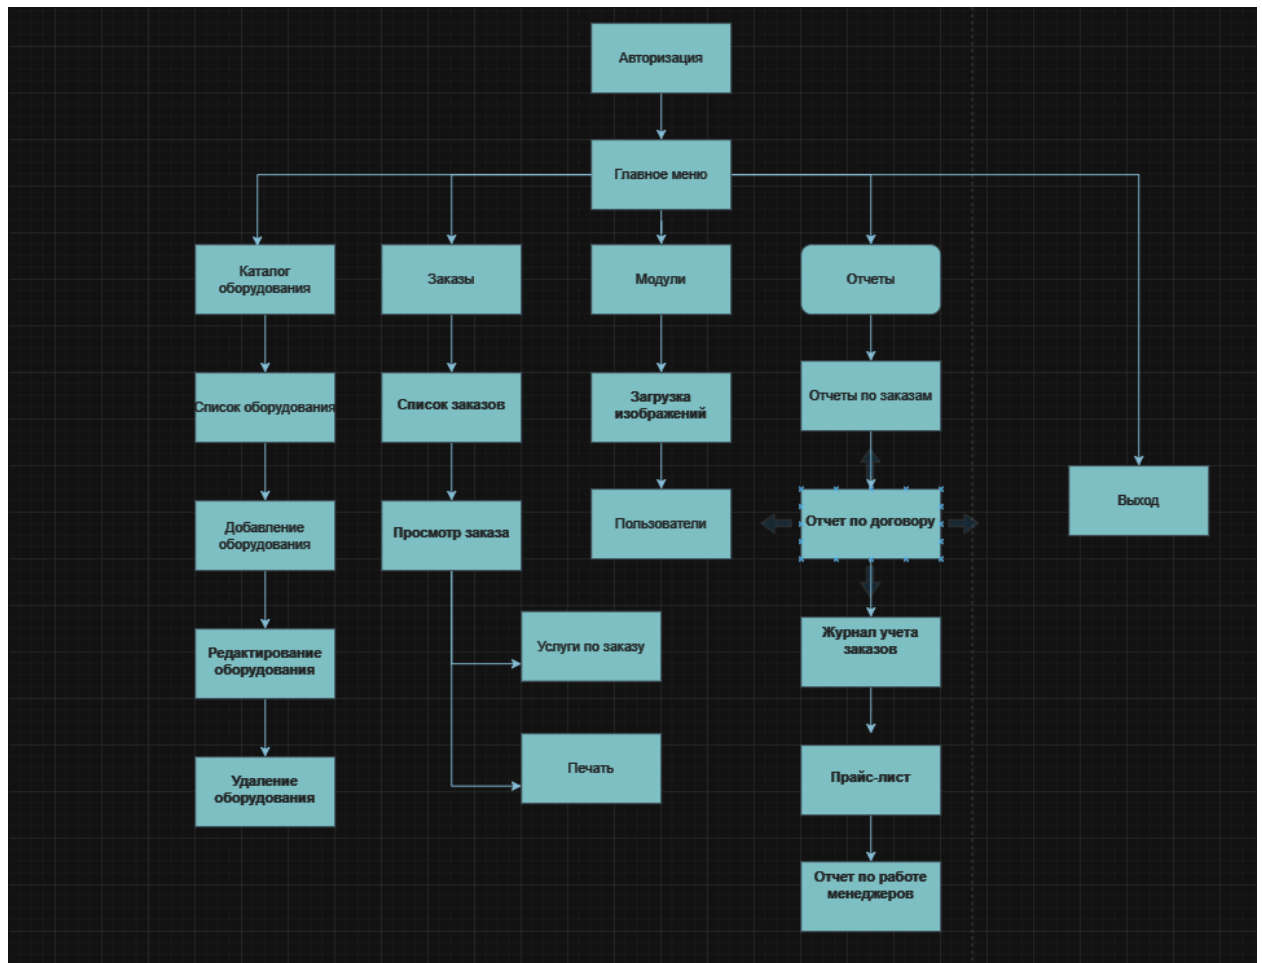 Авторизация
Главное меню
Каталог
оборудования
Заказы
Модули
Отчеты
Список оборудования
Список заказов
Загрузка
изображений
Отчеты по заказам
Добавление
оборудования
Просмотр заказа
Пользователи
Отчет по договору
Выход
Редактирование
оборудования
Услуги по заказу
Журнал учета
заказов
Удаление
оборудования
Печать
Прайс-лист
Отчет по работе
менеджеров